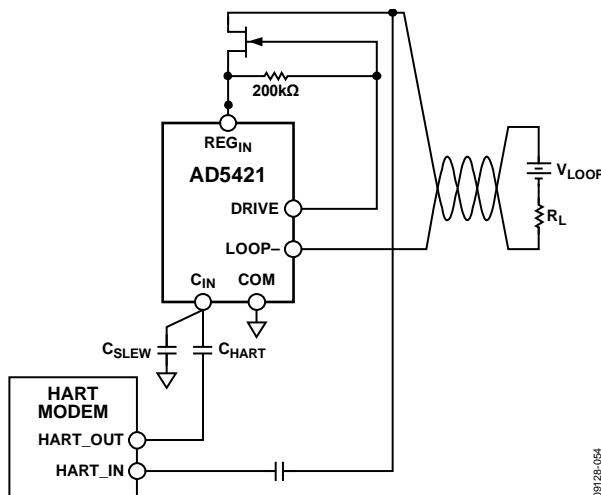 200kΩ
REGIN
AD5421
DRIVE
VLOOP
LOOP–
RL
CIN
COM
CSLEW
CHART
HART
MODEM
HART_OUT
HART_IN
09128-054